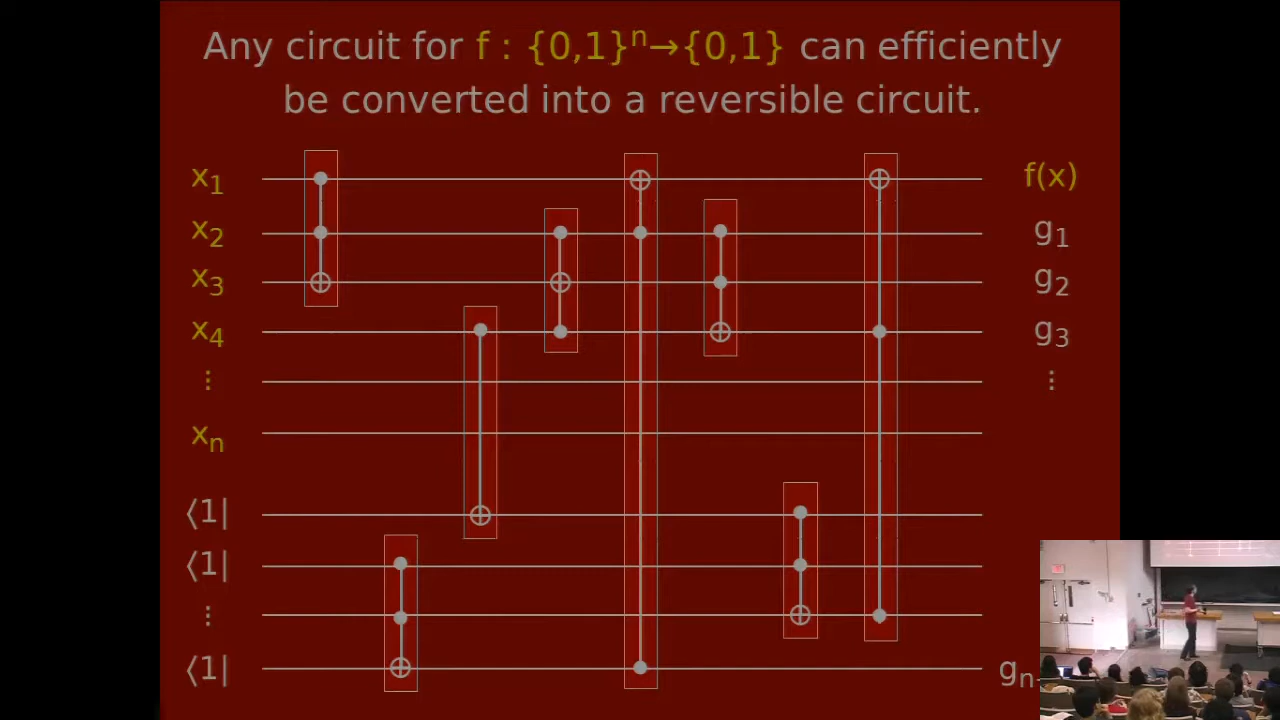 Any circuit for f : {0,1}ⁿ→{0,1} can efficiently
be converted into a reversible circuit.
x₁ f(x)
x₂ g₁
x₃ g₂
x₄ g₃
⋮ ⋮
xₙ
⟨1|
⟨1|
⋮
⟨1| gₙ